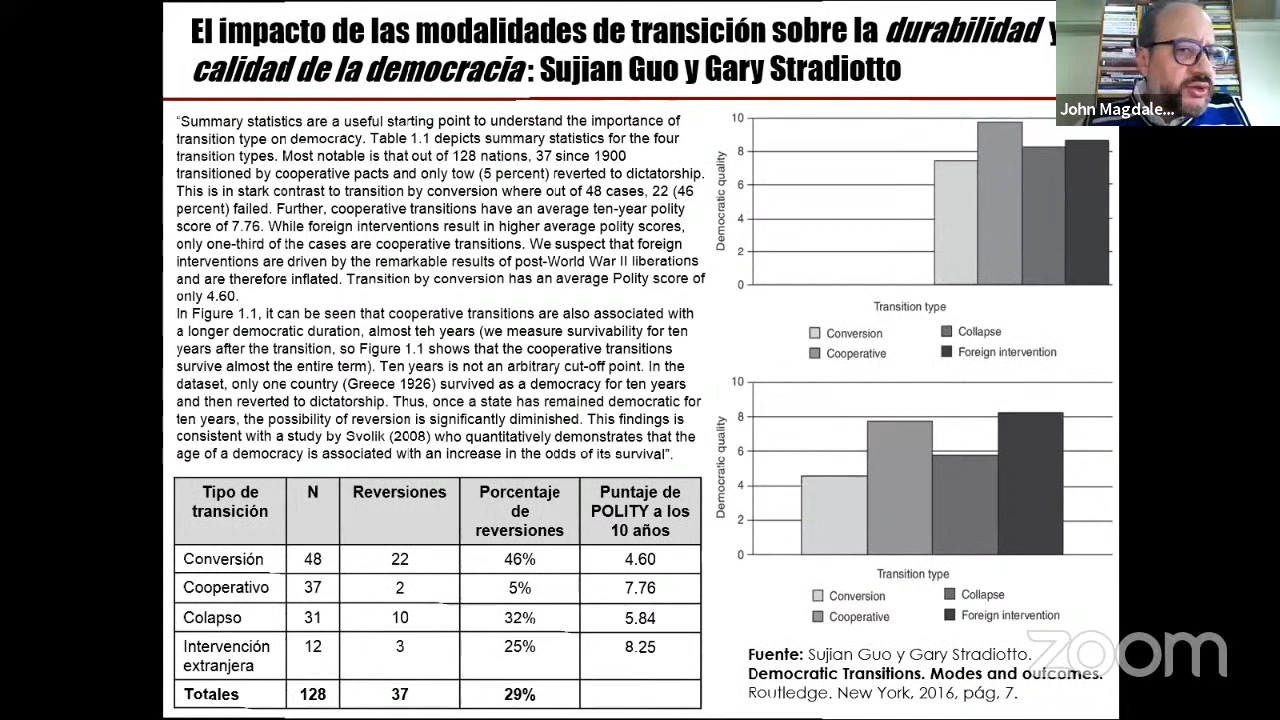 El impacto de las modalidades de transición sobre la durabilidad y
calidad de la democracia: Sujian Guo y Gary Stradiotto
John Magdale...
“Summary statistics are a useful sterting point to understend the importance of
transition type on democracy. Table 1.1 depicts summary statistics for the four
transition types. Most notable is that out of 128 nations, 37 since 1900
transitioned by cooperative pacts and only tow (5 percent) reverted to dictatorship.
This is in stark contrast to transition by conversion where out of 48 cases, 22 (46
percent) failed. Further, cooperative transitions have an average ten-year polity
score of 7.76. While foreign interventions result in higher average polity scores,
only one-third of the cases are cooperative transitions. We suspect that foreign
interventions are driven by the remarkable results of post-World War II liberations
and are therefore inflated. Transition by conversion has an average Polity score of
only 4.60.
In Figure 1.1, it can be seen that cooperative transitions are also associated with
a longer democratic duration, almost teh years (we measure survivability for ten
years after the transition, so Figure 1.1 shows that the cooperative transitions
survive almost the entire term). Ten years is not an arbitrary cut-off point. In the
dataset, only one country (Greece 1926) survived as a democracy for ten years
and then reverted to dictatorship. Thus, once a state has remained democratic for
ten years, the possibility of reversion is significantly diminished. This findings is
consistent with a study by Svolik (2008) who quantitatively demonstrates that the
age of a democracy is associated with an increase in the odds of its survival”.
Tipo de transición N Reversiones Porcentaje de reversiones Puntaje de POLITY a los 10 años
Conversión 48 22 46% 4.60
Cooperativo 37 2 5% 7.76
Colapso 31 10 32% 5.84
Intervención extranjera 12 3 25% 8.25
Totales 128 37 29%
Democratic quality
10
8
6
4
2
0
Transition type
Conversion Collapse
Cooperative Foreign intervention
Democratic quality
10
8
6
4
2
0
Transition type
Conversion Collapse
Cooperative Foreign intervention
Fuente: Sujian Guo y Gary Stradiotto.
Democratic Transitions. Modes and outcomes.
Routledge. New York, 2016, pág, 7.
zoom